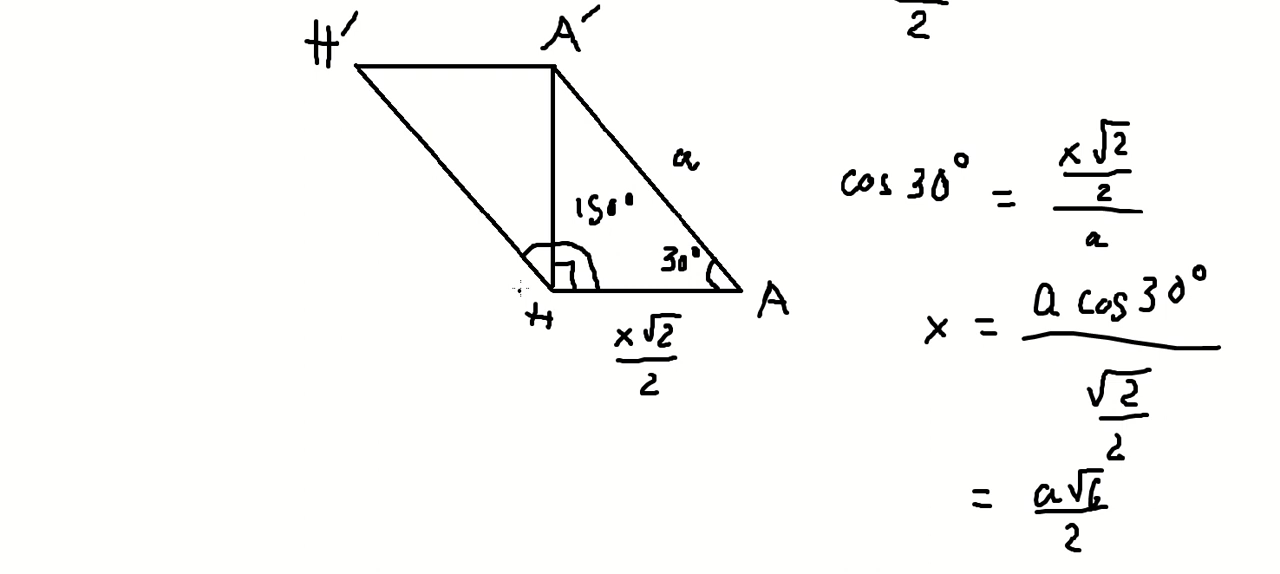 2
H′ A′
a
cos 30° = x√2/2 / a
150°
30°
H A
x√2/2
x = a cos 30° / √2/2
= a√6/2